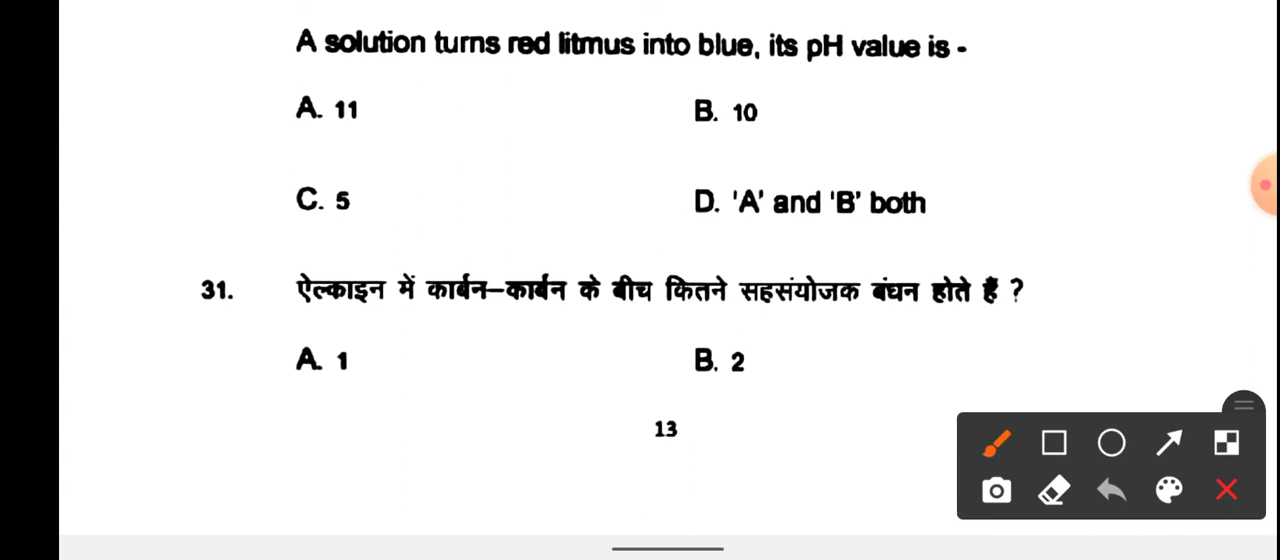 A solution turns red litmus into blue, its pH value is -
A. 11 B. 10
C. 5 D. 'A' and 'B' both
31. ऐल्काइन में कार्बन–कार्बन के बीच कितने सहसंयोजक बंधन होते हैं ?
A. 1 B. 2
13